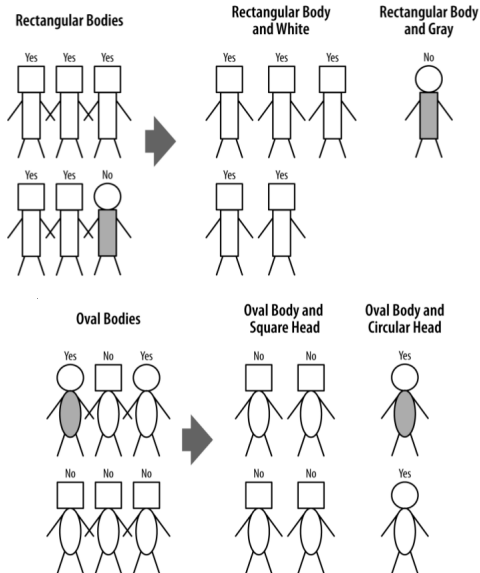 Rectangular Bodies
Rectangular Body
and White
Rectangular Body
and Gray
Yes Yes Yes
Yes Yes Yes
No
Yes Yes No
Yes Yes
Oval Bodies
Oval Body and
Square Head
Oval Body and
Circular Head
Yes No Yes
No No
Yes
No No No
No No
Yes